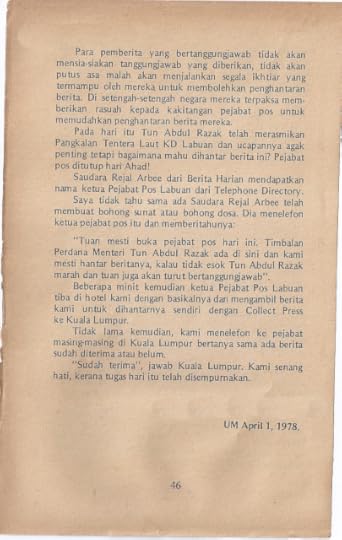 Para pemberita yang bertanggungjawab tidak akan
mensia-siakan tanggungjawab yang diberikan, tidak akan
putus asa malah akan menjalankan segala ikhtiar yang
termampu oleh mereka untuk membolehkan penghantaran
berita. Di setengah-setengah negara mereka terpaksa mem-
berikan rasuah kepada kakitangan pejabat pos untuk
memudahkan penghantaran berita mereka.
Pada hari itu Tun Abdul Razak telah merasmikan
Pangkalan Tentera Laut KD Labuan dan ucapannya agak
penting tetapi bagaimana mahu dihantar berita ini? Pejabat
pos ditutup hari Ahad!
Saudara Rejal Arbee dari Berita Harian mendapatkan
nama ketua Pejabat Pos Labuan dari Telephone Directory.
Saya tidak tahu sama ada Saudara Rejal Arbee telah
membuat bohong sunat atau bohong dosa. Dia menelefon
ketua pejabat pos itu dan memberitahunya:
"Tuan mesti buka pejabat pos hari ini. Timbalan
Perdana Mentari Tun Abdul Razak ada di sini dan kami
mesti hantar beritanya, kalau tidak esok Tun Abdul Razak
marah dan tuan juga akan turut bertanggungjawab".
Beberapa minit kemudian ketua Pejabat Pos Labuan
tiba di hotel kami dengan basikalnya dan mengambil berita
kami untuk dihantarnya sendiri dengan Collect Press
ke Kuala Lumpur.
Tidak lama kemudian, kami menelefon ke pejabat
masing-masing di Kuala Lumpur bertanya sama ada berita
sudah diterima atau belum.
"Sudah terima", jawab Kuala Lumpur. Kami senang
hati, kerana tugas hari itu telah disempurnakan.
UM April 1, 1978.
46